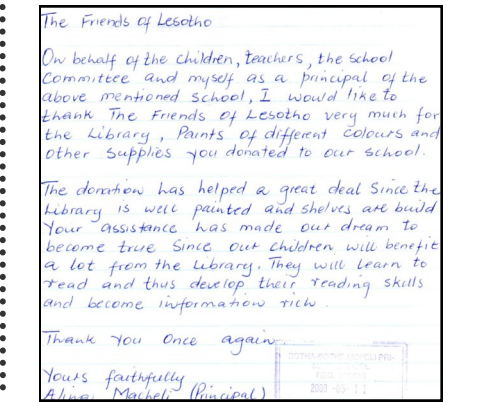 The Friends of Lesotho
On behalf of the children, teachers, the school
Committee and myself as a principal of the
above mentioned school, I would like to
thank The Friends of Lesotho very much for
the Library, Paints of different colours and
other supplies you donated to our school.
The donation has helped a great deal Since the
Library is well painted and shelves are build
Your assistance has made our dream to
become true Since our children will benefit
a lot from the Library. They will learn to
read and thus develop their reading skills
and become information rich.
Thank you once again.
Yours faithfully
Alina Macheli (Principal)